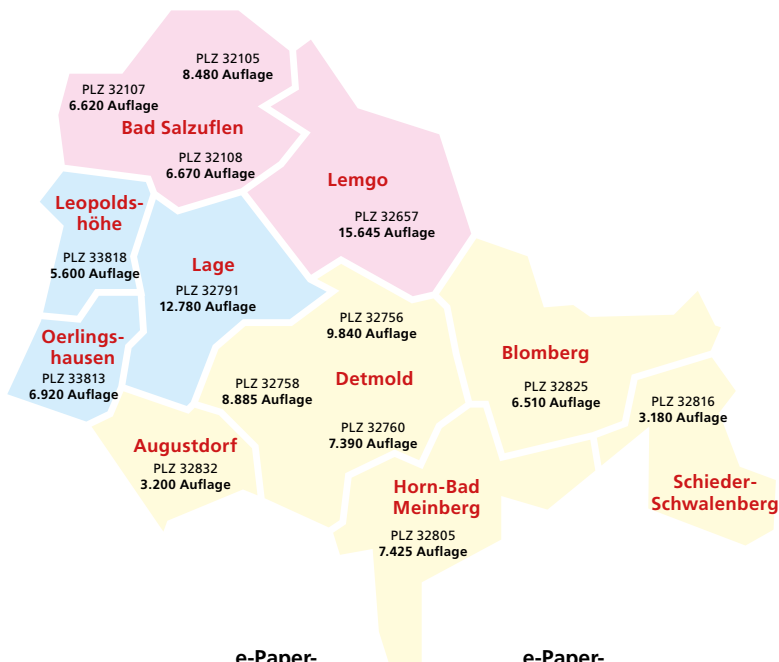 PLZ 32105
8.480 Auflage
PLZ 32107
6.620 Auflage
Bad Salzuflen
PLZ 32108
6.670 Auflage
Lemgo
PLZ 32657
15.645 Auflage
Leopolds-
höhe
PLZ 33818
5.600 Auflage
Lage
PLZ 32791
12.780 Auflage
Oerlings-
hausen
PLZ 33813
6.920 Auflage
PLZ 32756
9.840 Auflage
Detmold
PLZ 32758
8.885 Auflage
PLZ 32760
7.390 Auflage
Blomberg
PLZ 32825
6.510 Auflage
PLZ 32816
3.180 Auflage
Schieder-
Schwalenberg
Augustdorf
PLZ 32832
3.200 Auflage
Horn-Bad
Meinberg
PLZ 32805
7.425 Auflage
e-Paper-
e-Paper-